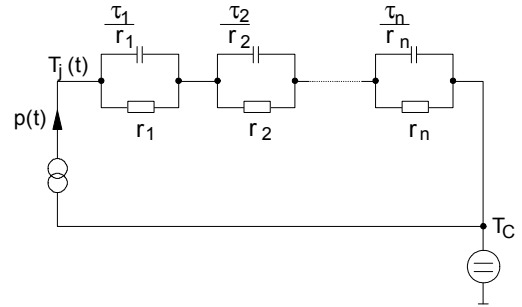 τ1 τ2 τn
r1 r2 rn
Tj(t)
r1 r2 rn
p(t)
TC